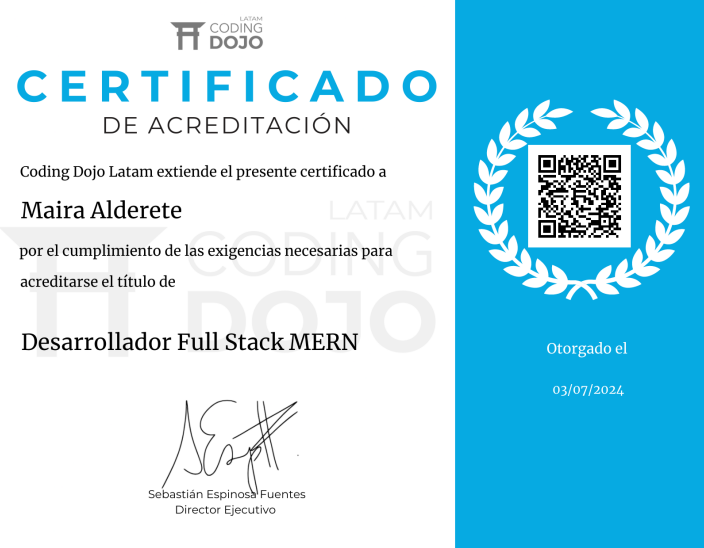 LATAM
CODING
DOJO
CERTIFICADO
DE ACREDITACIÓN
Coding Dojo Latam extiende el presente certificado a
Maira Alderete
por el cumplimiento de las exigencias necesarias para
acreditarse el título de
Desarrollador Full Stack MERN
LATAM
CODING
DOJO
Sebastián Espinosa Fuentes
Director Ejecutivo
Otorgado el
03/07/2024